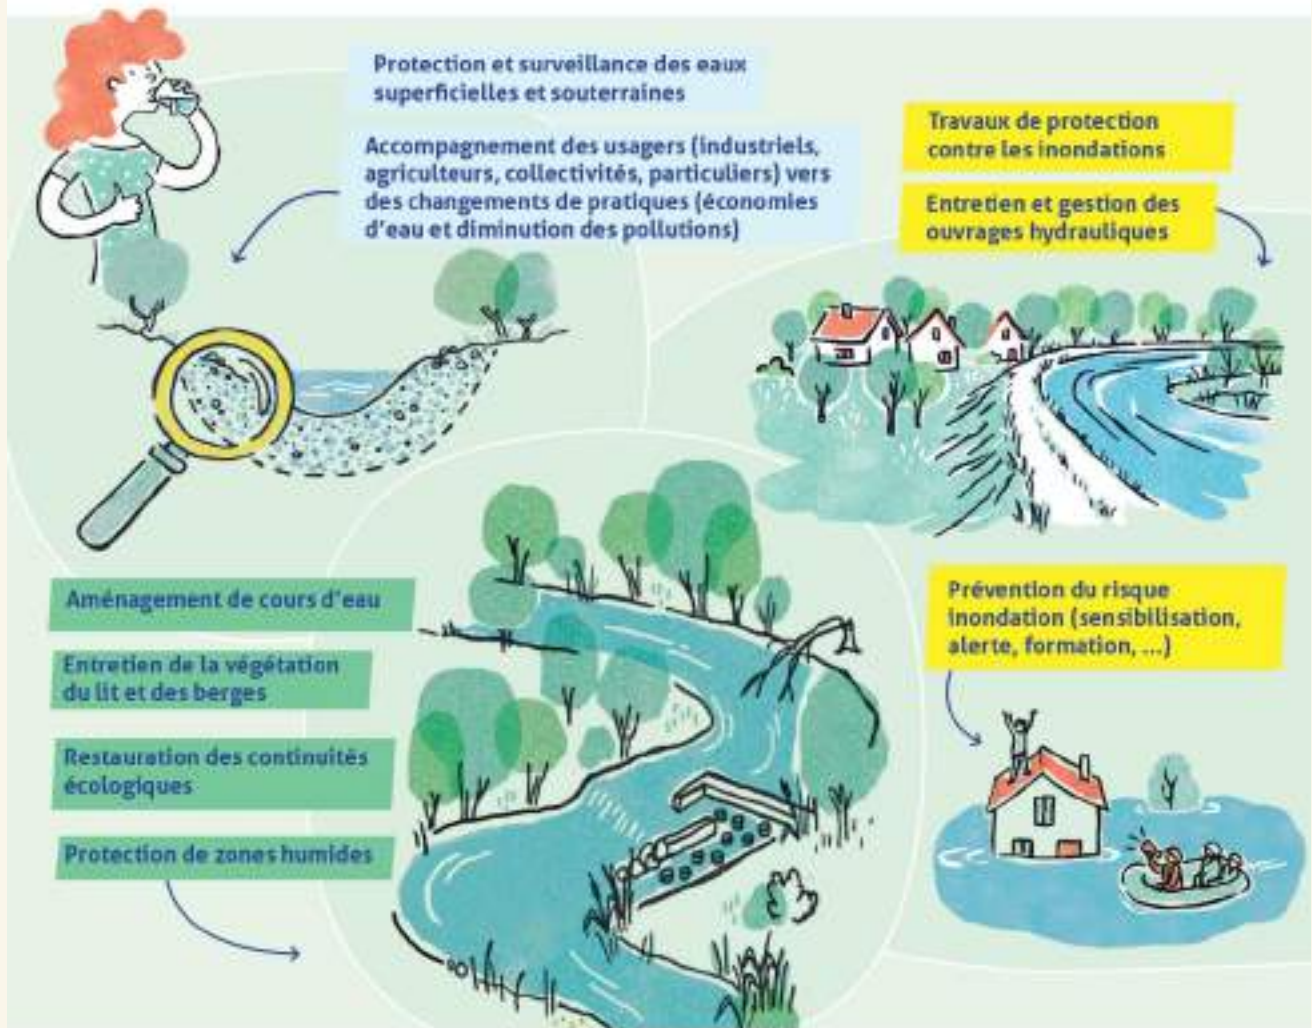 Protection et surveillance des eaux
superficielles et souterraines
Accompagnement des usagers (industriels,
agriculteurs, collectivités, particuliers) vers
des changements de pratiques (économies
d'eau et diminution des pollutions)
Travaux de protection
contre les inondations
Entretien et gestion des
ouvrages hydrauliques
Aménagement de cours d'eau
Entretien de la végétation
du lit et des berges
Restauration des continuités
écologiques
Protection de zones humides
Prévention du risque
inondation (sensibilisation,
alerte, formation, ...)